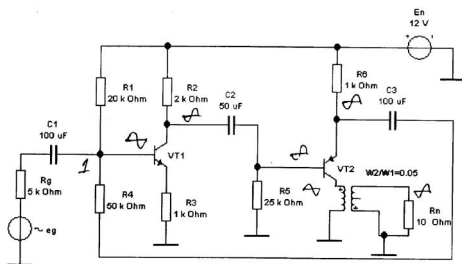 En
12 V
R1
20 k Ohm
R2
2 k Ohm
C2
50 uF
R6
1 k Ohm
C3
100 uF
C1
100 uF
1
VT1
VT2
W2/W1=0.05
Rg
5 k Ohm
R4
50 k Ohm
R3
1 k Ohm
R5
25 k Ohm
Rn
10 Ohm
~ eg